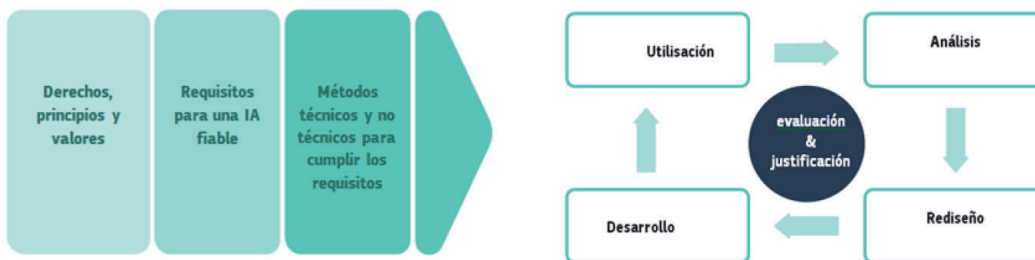 Derechos,
principios y
valores
Requisitos
para una IA
fiable
Métodos
técnicos y no
técnicos para
cumplir los
requisitos
Utilisación
Análisis
evaluación
&
justificación
Desarrollo
Rediseño